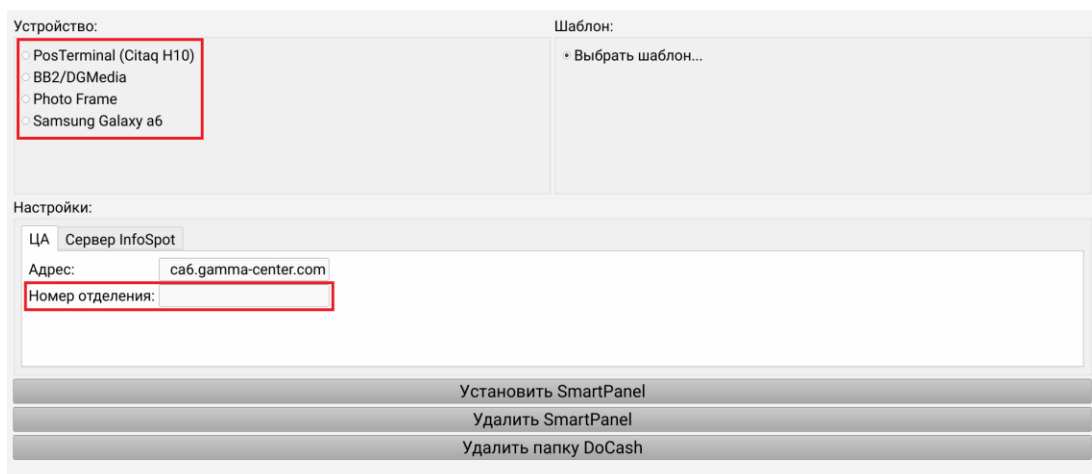 Устройство:
PosTerminal (Citaq H10)
BB2/DGMedia
Photo Frame
Samsung Galaxy a6
Шаблон:
Выбрать шаблон...
Настройки:
ЦА Сервер InfoSpot
Адрес: ca6.gamma-center.com
Номер отделения:
Установить SmartPanel
Удалить SmartPanel
Удалить папку DoCash